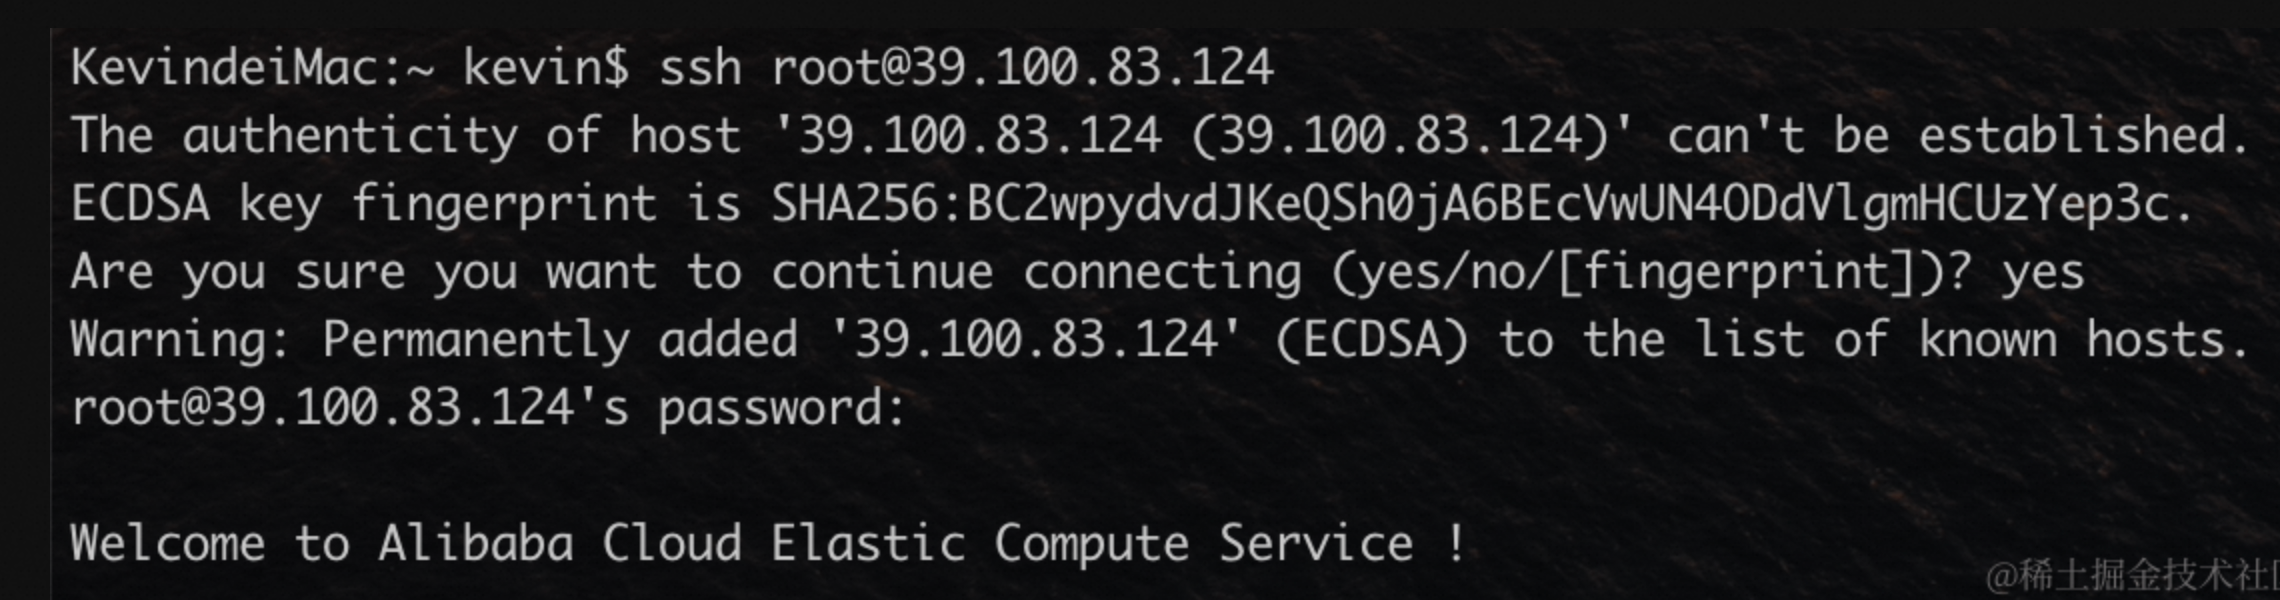 KevindeiMac:~ kevin$ ssh root@39.100.83.124
The authenticity of host '39.100.83.124 (39.100.83.124)' can't be established.
ECDSA key fingerprint is SHA256:BC2wpydvdJKeQSh0jA6BEcVwUN4ODdVlgmHCUzYep3c.
Are you sure you want to continue connecting (yes/no/[fingerprint])? yes
Warning: Permanently added '39.100.83.124' (ECDSA) to the list of known hosts.
root@39.100.83.124's password:
Welcome to Alibaba Cloud Elastic Compute Service !
@稀土掘金技术社